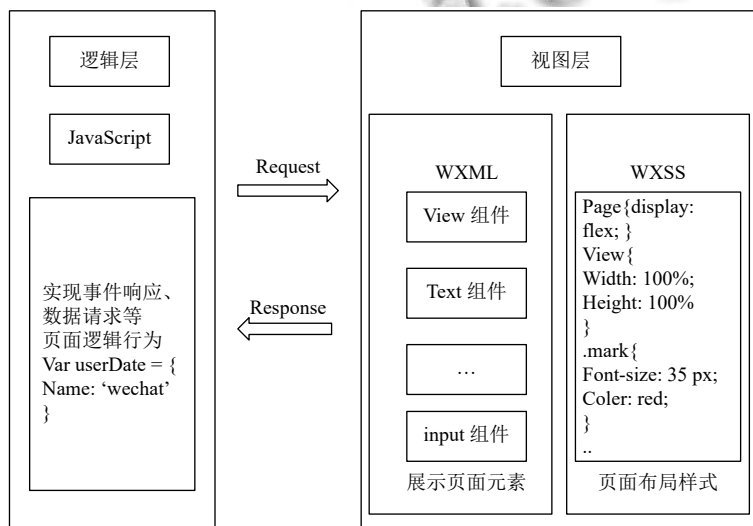 逻辑层
JavaScript
实现事件响应、
数据请求等
页面逻辑行为
Var userDate = {
Name: ‘wechat’
}
Request
Response
视图层
WXML
View 组件
Text 组件
…
input 组件
展示页面元素
WXSS
Page{display:
flex; }
View{
Width: 100%;
Height: 100%
}
.mark{
Font-size: 35 px;
Coler: red;
}
..
页面布局样式